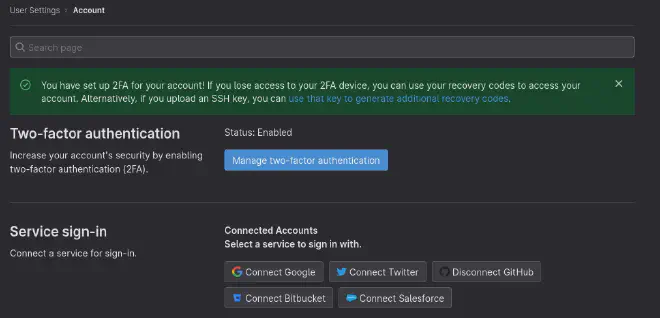 User Settings › Account
Search page
You have set up 2FA for your account! If you lose access to your 2FA device, you can use your recovery codes to access your
account. Alternatively, if you upload an SSH key, you can use that key to generate additional recovery codes.
Two-factor authentication
Increase your account's security by enabling
two-factor authentication (2FA).
Status: Enabled
Manage two-factor authentication
Service sign-in
Connect a service for sign-in.
Connected Accounts
Select a service to sign in with.
Connect Google
Connect Twitter
Disconnect GitHub
Connect Bitbucket
Connect Salesforce